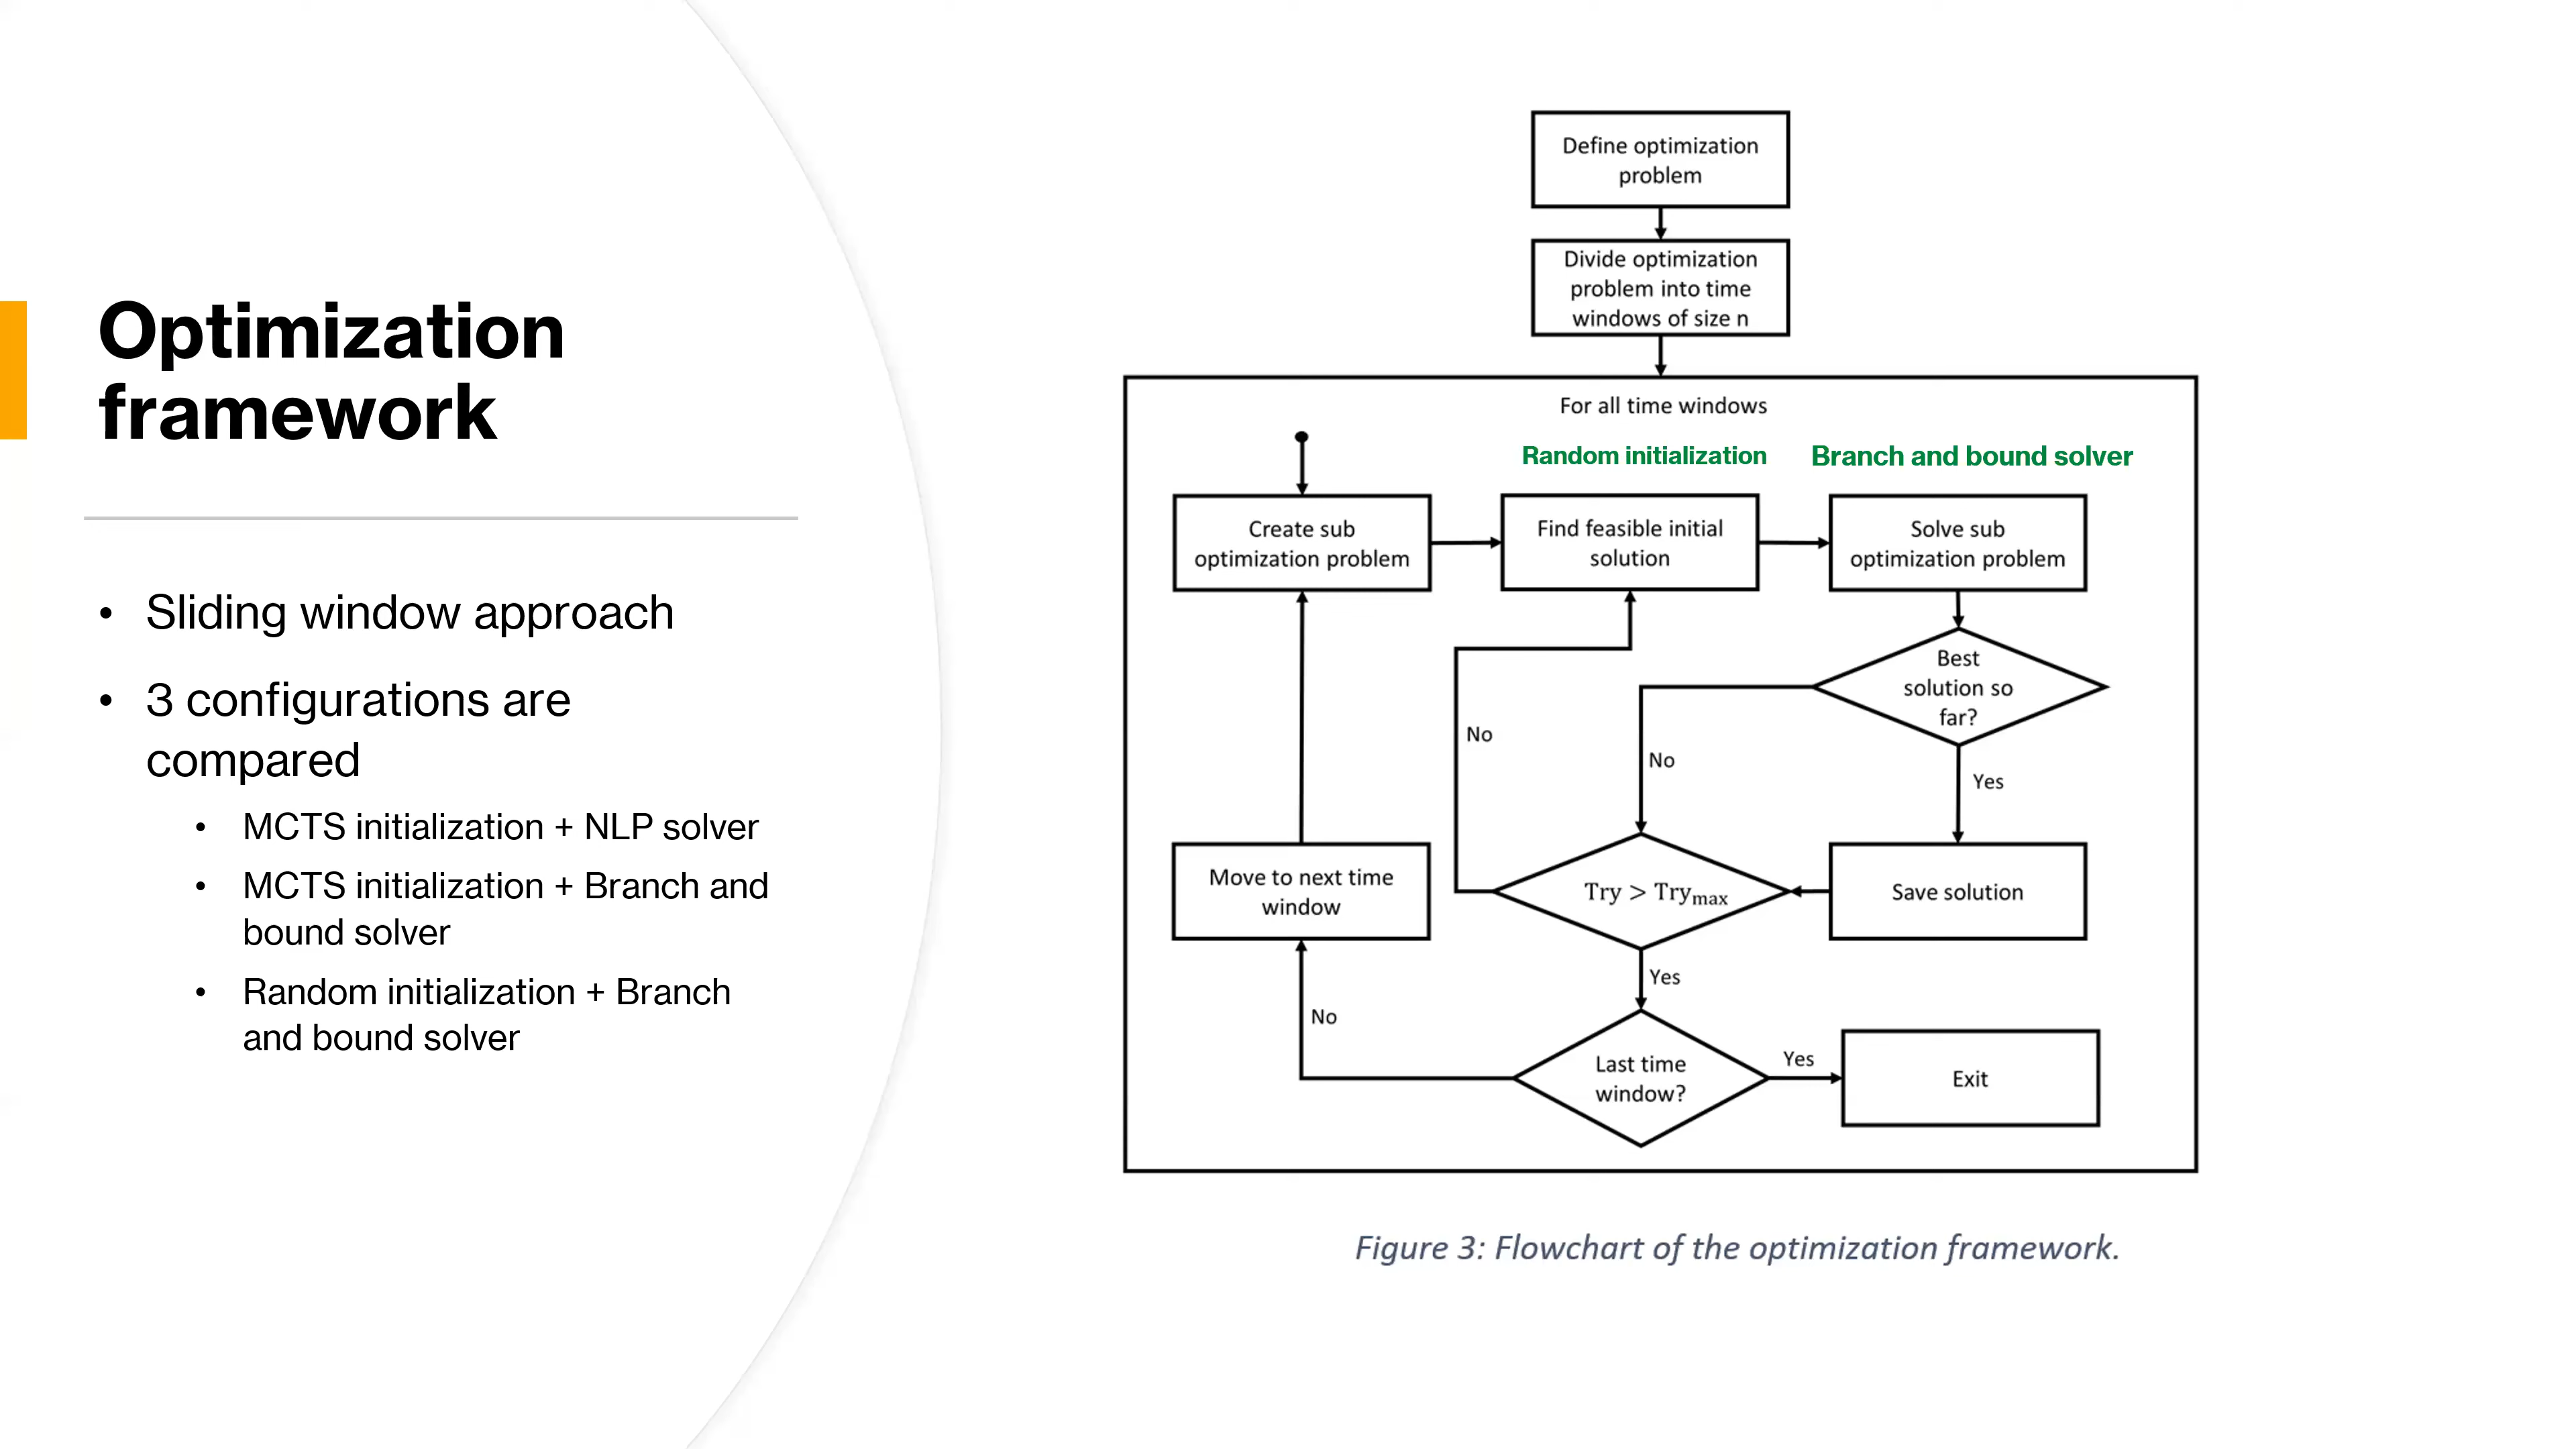 Optimization
framework
• Sliding window approach
• 3 configurations are
compared
• MCTS initialization + NLP solver
• MCTS initialization + Branch and
bound solver
• Random initialization + Branch
and bound solver
Define optimization
problem
Divide optimization
problem into time
windows of size n
For all time windows
Random initialization
Branch and bound solver
Create sub
optimization problem
Find feasible initial
solution
Solve sub
optimization problem
Best
solution so
far?
No
No
Yes
Move to next time
window
Try > Trymax
Save solution
Yes
No
Last time
window?
Yes
Exit
Figure 3: Flowchart of the optimization framework.